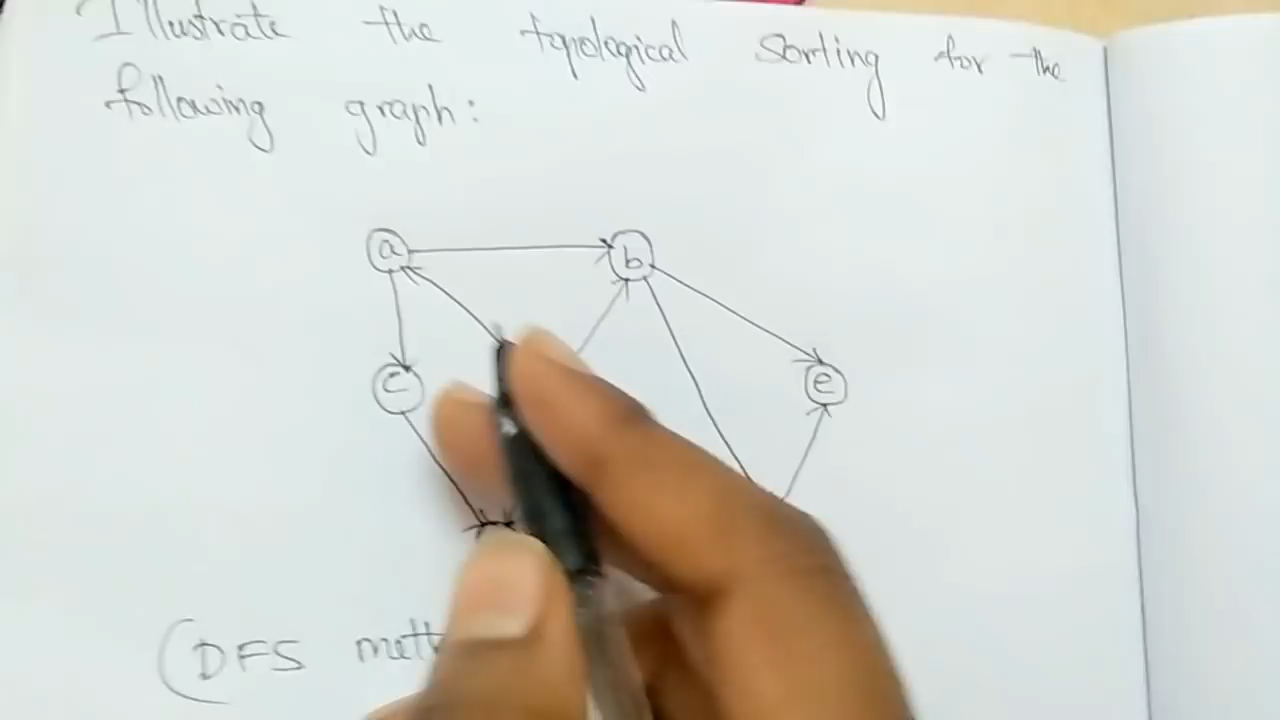 Illustrate the topological Sorting for the
following graph:
a
b
c
e
(DFS